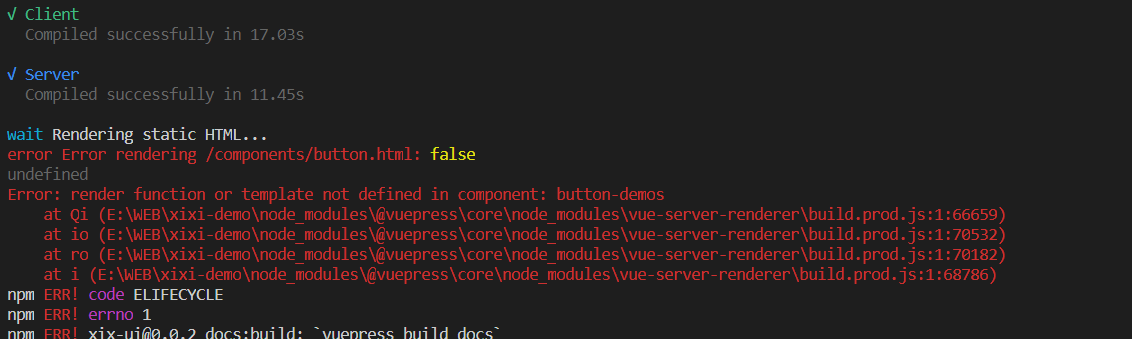 √ Client
Compiled successfully in 17.03s
√ Server
Compiled successfully in 11.45s
wait Rendering static HTML...
error Error rendering /components/button.html: false
undefined
Error: render function or template not defined in component: button-demos
at Qi (E:\WEB\xixi-demo\node_modules\@vuepress\core\node_modules\vue-server-renderer\build.prod.js:1:66659)
at io (E:\WEB\xixi-demo\node_modules\@vuepress\core\node_modules\vue-server-renderer\build.prod.js:1:70532)
at ro (E:\WEB\xixi-demo\node_modules\@vuepress\core\node_modules\vue-server-renderer\build.prod.js:1:70182)
at i (E:\WEB\xixi-demo\node_modules\@vuepress\core\node_modules\vue-server-renderer\build.prod.js:1:68786)
npm ERR! code ELIFECYCLE
npm ERR! errno 1
npm ERR! xix-ui@0.0.2 docs:build: `vuepress build docs`